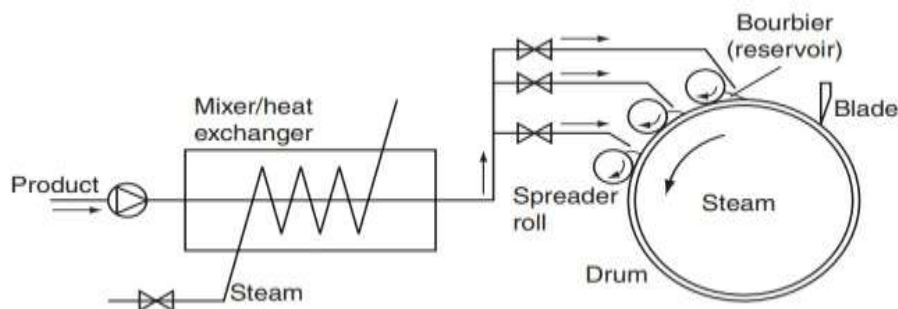 Bourbier
(reservoir)
Mixer/heat
exchanger
Blade
Product
Spreader
roll
Steam
Drum
Steam